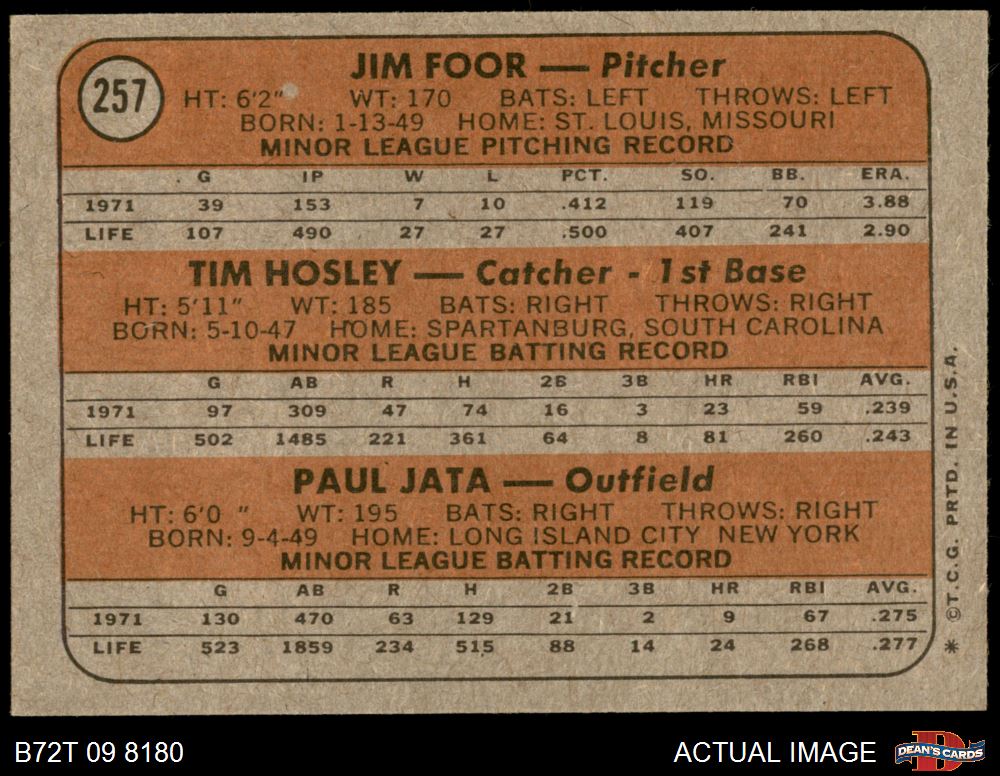 257
JIM FOOR — Pitcher
HT: 6'2" WT: 170 BATS: LEFT THROWS: LEFT
BORN: 1-13-49 HOME: ST. LOUIS, MISSOURI
MINOR LEAGUE PITCHING RECORD
G IP W L PCT. SO. BB. ERA.
1971 39 153 7 10 .412 119 70 3.88
LIFE 107 490 27 27 .500 407 241 2.90
TIM HOSLEY — Catcher - 1st Base
HT: 5'11" WT: 185 BATS: RIGHT THROWS: RIGHT
BORN: 5-10-47 HOME: SPARTANBURG, SOUTH CAROLINA
MINOR LEAGUE BATTING RECORD
G AB R H 2B 3B HR RBI AVG.
1971 97 309 47 74 16 3 23 59 .239
LIFE 502 1485 221 361 64 8 81 260 .243
PAUL JATA — Outfield
HT: 6'0 " WT: 195 BATS: RIGHT THROWS: RIGHT
BORN: 9-4-49 HOME: LONG ISLAND CITY NEW YORK
MINOR LEAGUE BATTING RECORD
G AB R H 2B 3B HR RBI AVG.
1971 130 470 63 129 21 2 9 67 .275
LIFE 523 1859 234 515 88 14 24 268 .277
* ©T.C.G. PRTD. IN U.S.A.
B72T 09 8180
ACTUAL IMAGE
DEAN'S CARDS